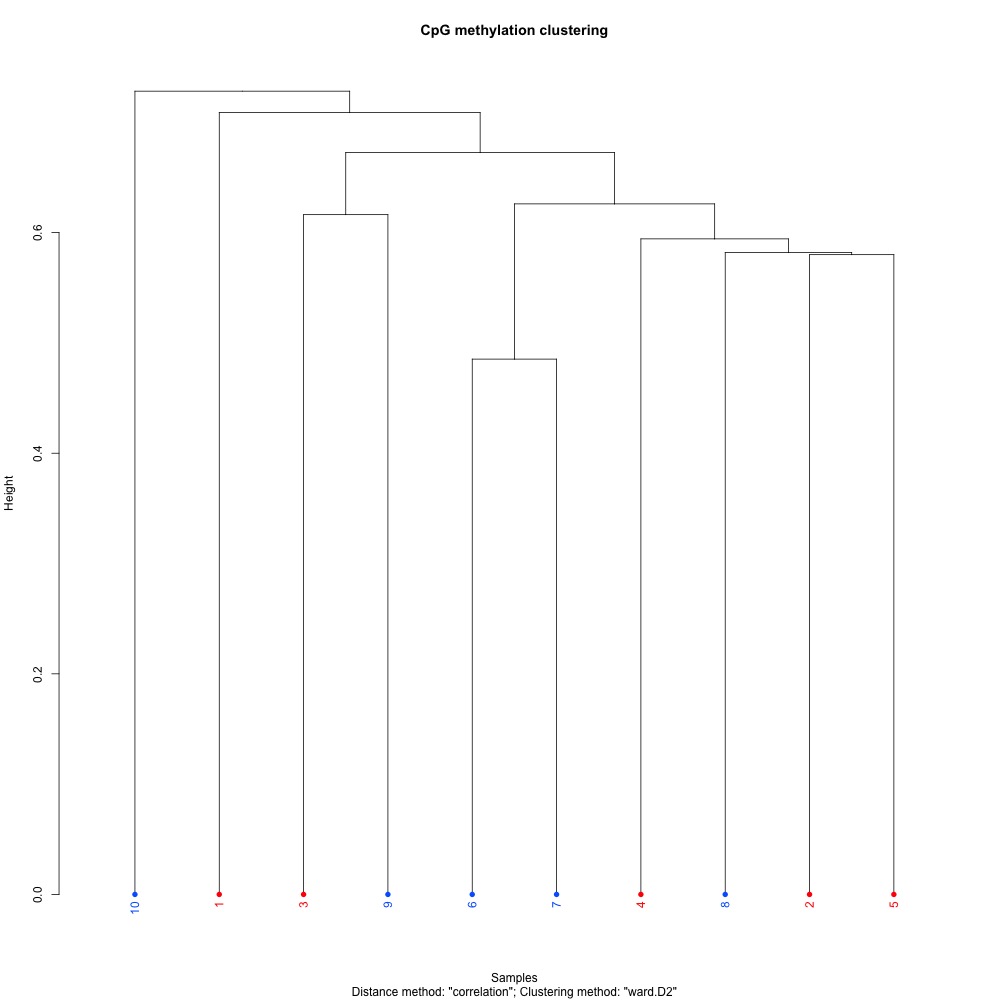 CpG methylation clustering
Height
0.6
0.4
0.2
0.0
10 1 3 9 6 7 4 8 2 5
Samples
Distance method: "correlation"; Clustering method: "ward.D2"